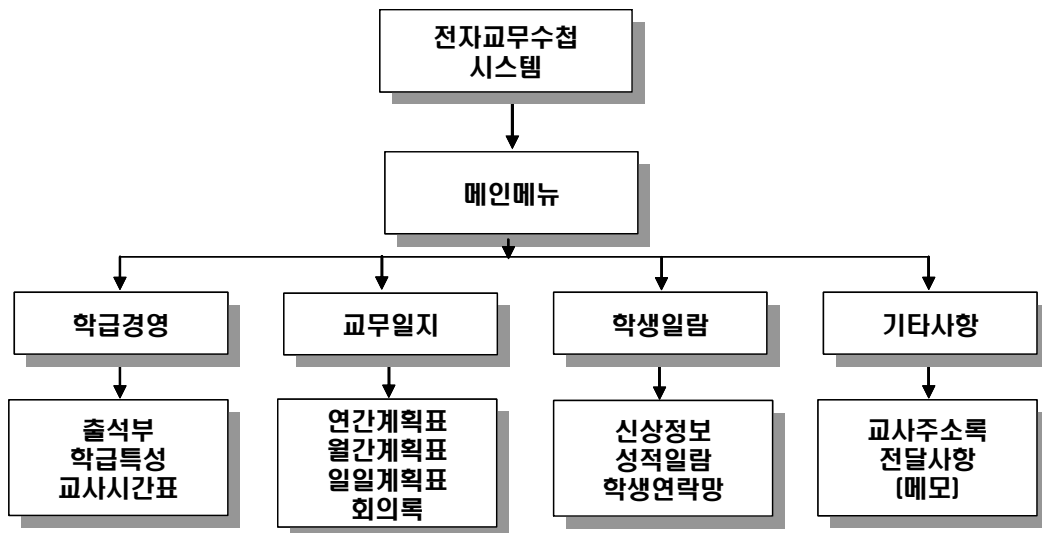 전자교무수첩
시스템
메인메뉴
학급경영
교무일지
학생일람
기타사항
출석부
학급특성
교사시간표
연간계획표
월간계획표
일일계획표
회의록
신상정보
성적일람
학생연락망
교사주소록
전달사항
(메모)